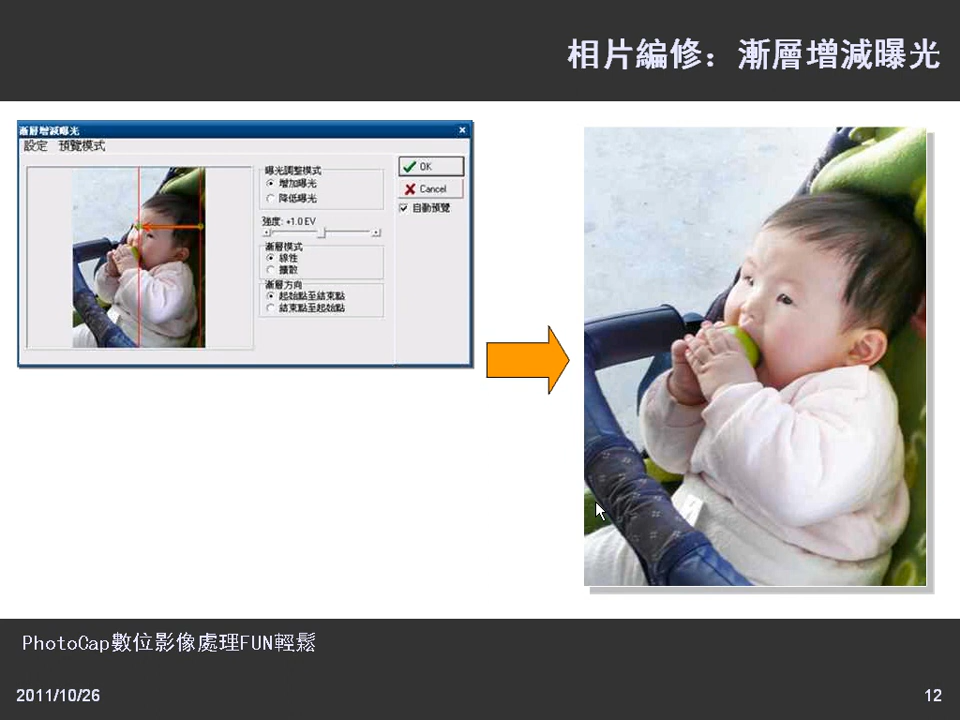 相片編修：漸層增減曝光
漸層增減曝光
設定 預覽模式
曝光調整模式
增加曝光
降低曝光
強度: +1.0 EV
漸層模式
線性
擴散
漸層方向
起始點至結束點
結束點至起始點
OK
Cancel
自動預覽
PhotoCap數位影像處理FUN輕鬆
2011/10/26
12